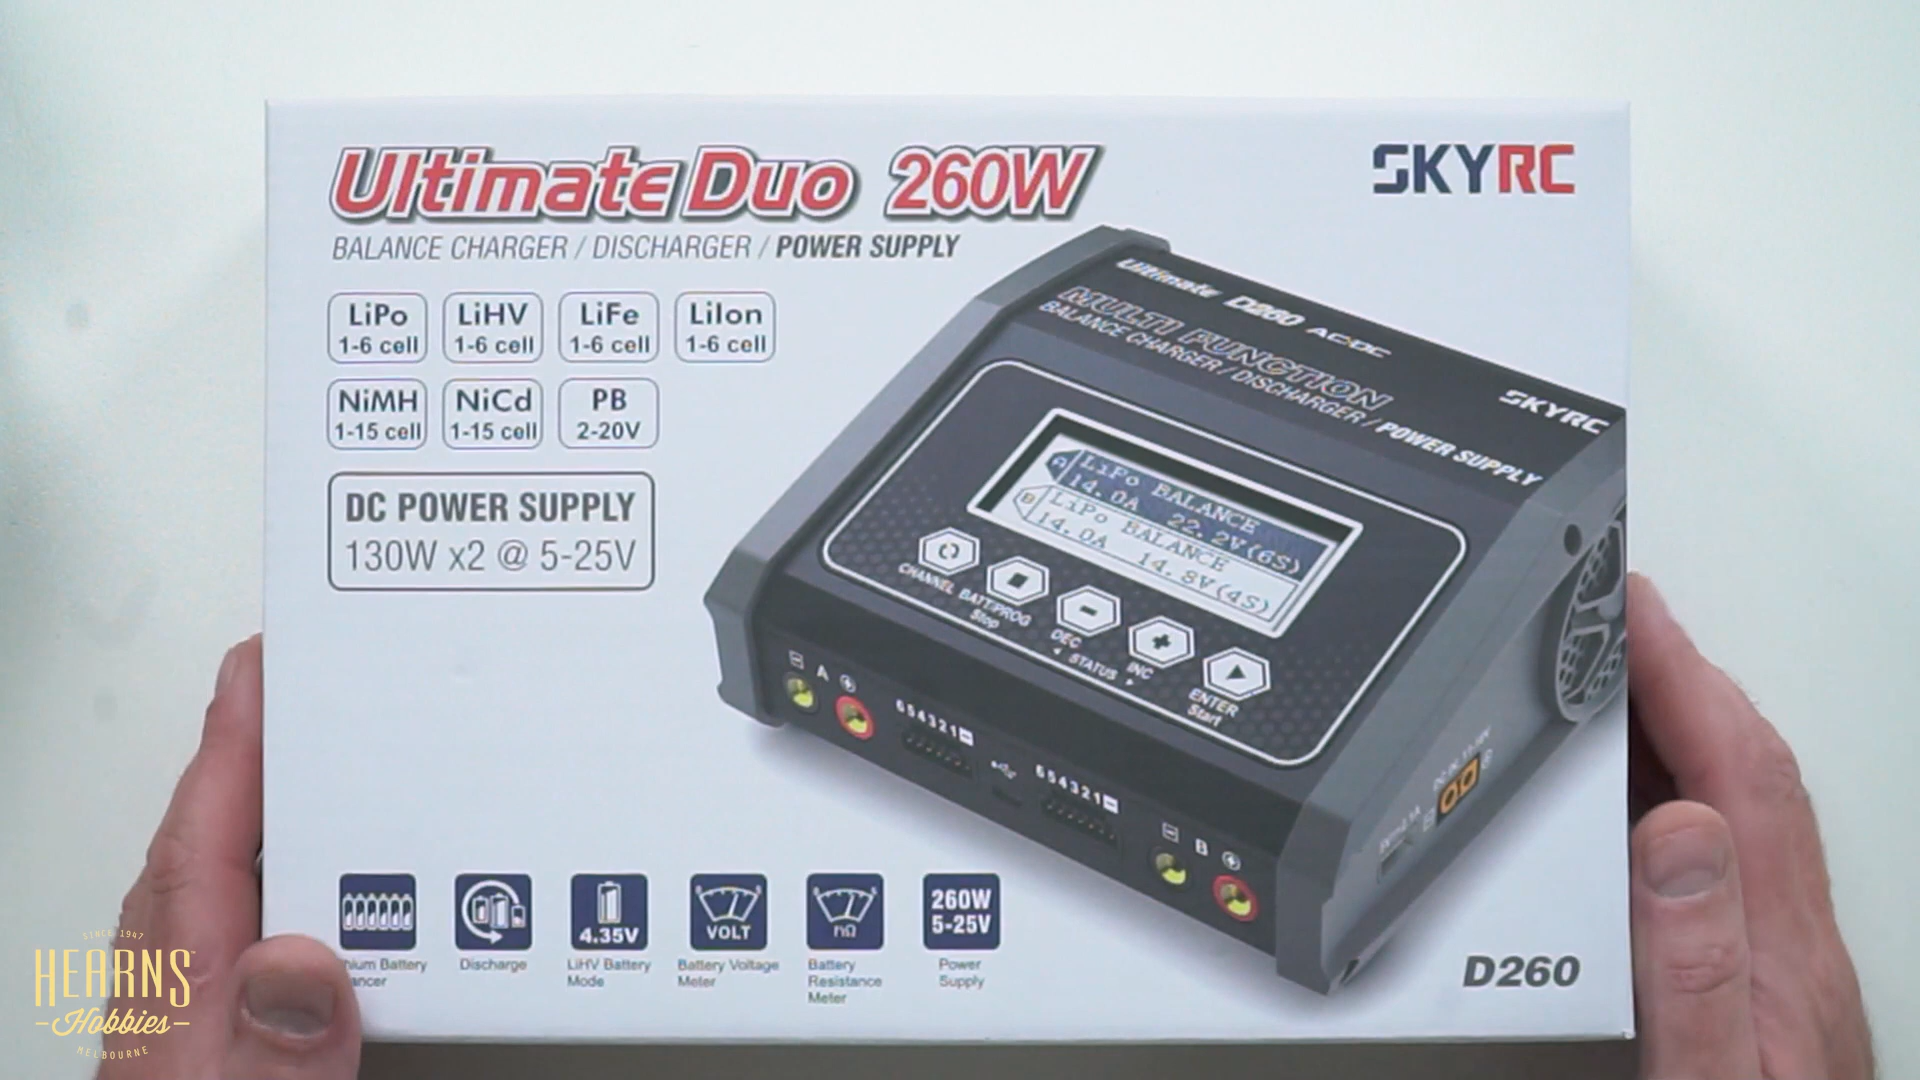 Ultimate Duo 260W
SKYRC
BALANCE CHARGER / DISCHARGER / POWER SUPPLY
LiPo
1-6 cell
LiHV
1-6 cell
LiFe
1-6 cell
LiIon
1-6 cell
NiMH
1-15 cell
NiCd
1-15 cell
PB
2-20V
DC POWER SUPPLY
130W x2 @ 5-25V
Ultimate D260 AC/DC
MULTI FUNCTION
BALANCE CHARGER / DISCHARGER / POWER SUPPLY
SKYRC
A LiPo BALANCE
14.0A 22.2V(6S)
B LiPo BALANCE
14.0A 14.8V(4S)
CHANNEL
BATT/PROG
Stop
DEC
INC
STATUS
ENTER
Start
A
654321
654321
B
4.35V
VOLT
260W
5-25V
Discharge
LiHV Battery
Mode
Battery Voltage
Meter
Battery
Resistance
Meter
Power
Supply
D260
SINCE 1947
HEARNS
Hobbies
MELBOURNE